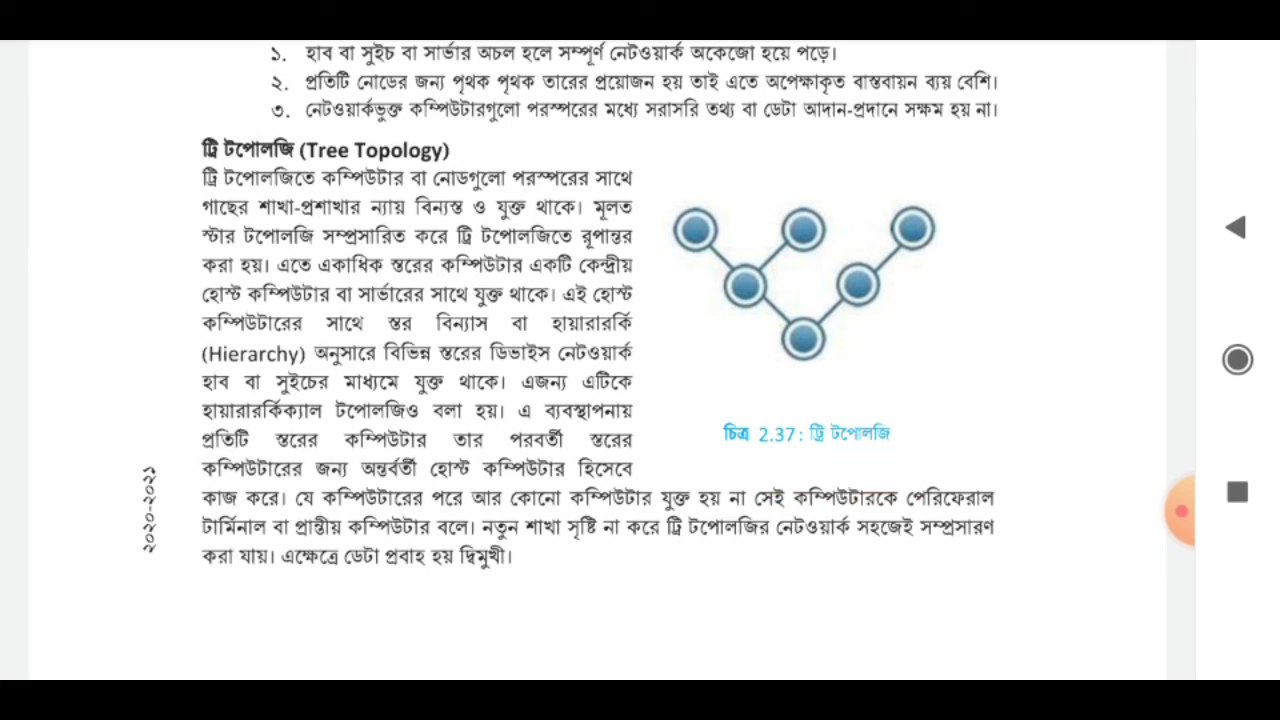 ১. হাব বা সুইচ বা সার্ভার অচল হলে সম্পূর্ণ নেটওয়ার্ক অকেজো হয়ে পড়ে।
২. প্রতিটি নোডের জন্য পৃথক পৃথক তারের প্রয়োজন হয় তাই এতে অপেক্ষাকৃত বাস্তবায়ন ব্যয় বেশি।
৩. নেটওয়ার্কভুক্ত কম্পিউটারগুলো পরস্পরের মধ্যে সরাসরি তথ্য বা ডেটা আদান-প্রদানে সক্ষম হয় না।
ট্রি টপোলজি (Tree Topology)
ট্রি টপোলজিতে কম্পিউটার বা নোডগুলো পরস্পরের সাথে
গাছের শাখা-প্রশাখার ন্যায় বিন্যস্ত ও যুক্ত থাকে। মূলত
স্টার টপোলজি সম্প্রসারিত করে ট্রি টপোলজিতে রূপান্তর
করা হয়। এতে একাধিক স্তরের কম্পিউটার একটি কেন্দ্রীয়
হোস্ট কম্পিউটার বা সার্ভারের সাথে যুক্ত থাকে। এই হোস্ট
কম্পিউটারের সাথে স্তর বিন্যাস বা হায়ারারর্কি
(Hierarchy) অনুসারে বিভিন্ন স্তরের ডিভাইস নেটওয়ার্ক
হাব বা সুইচের মাধ্যমে যুক্ত থাকে। এজন্য এটিকে
হায়ারারর্কিক্যাল টপোলজিও বলা হয়। এ ব্যবস্থাপনায়
প্রতিটি স্তরের কম্পিউটার তার পরবর্তী স্তরের
কম্পিউটারের জন্য অন্তর্বর্তী হোস্ট কম্পিউটার হিসেবে
কাজ করে। যে কম্পিউটারের পরে আর কোনো কম্পিউটার যুক্ত হয় না সেই কম্পিউটারকে পেরিফেরাল
টার্মিনাল বা প্রান্তীয় কম্পিউটার বলে। নতুন শাখা সৃষ্টি না করে ট্রি টপোলজির নেটওয়ার্ক সহজেই সম্প্রসারণ
করা যায়। এক্ষেত্রে ডেটা প্রবাহ হয় দ্বিমুখী।
চিত্র 2.37: ট্রি টপোলজি
২০২০-২০২১